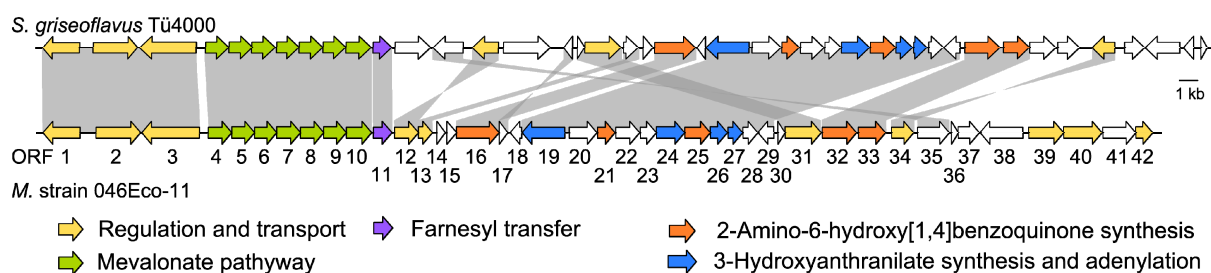 S. griseoflavus Tü4000
1 kb
ORF 1 2 3 4 5 6 7 8 9 10 12 14 16 18 19 20 22 24 25 27 29 31 32 33 34 35 37 38 39 40 41 42
11 13 15 17 21 23 26 28 30 36
M. strain 046Eco-11
Regulation and transport
Farnesyl transfer
2-Amino-6-hydroxy[1,4]benzoquinone synthesis
Mevalonate pathyway
3-Hydroxyanthranilate synthesis and adenylation